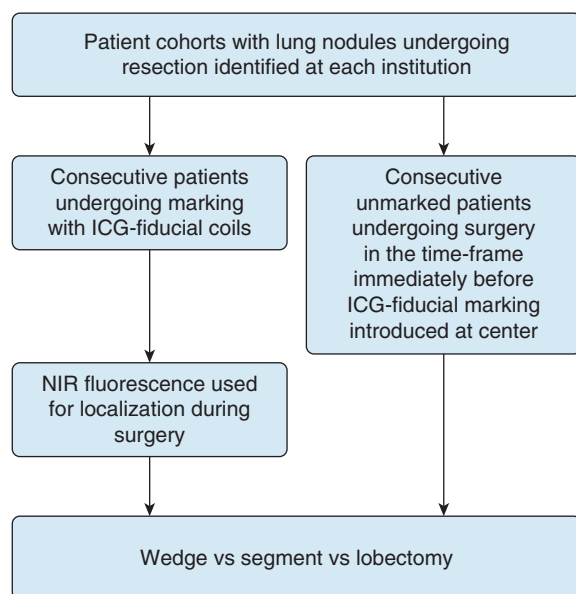 Patient cohorts with lung nodules undergoing
resection identified at each institution
Consecutive patients
undergoing marking
with ICG-fiducial coils
Consecutive
unmarked patients
undergoing surgery
in the time-frame
immediately before
ICG-fiducial marking
introduced at center
NIR fluorescence used
for localization during
surgery
Wedge vs segment vs lobectomy